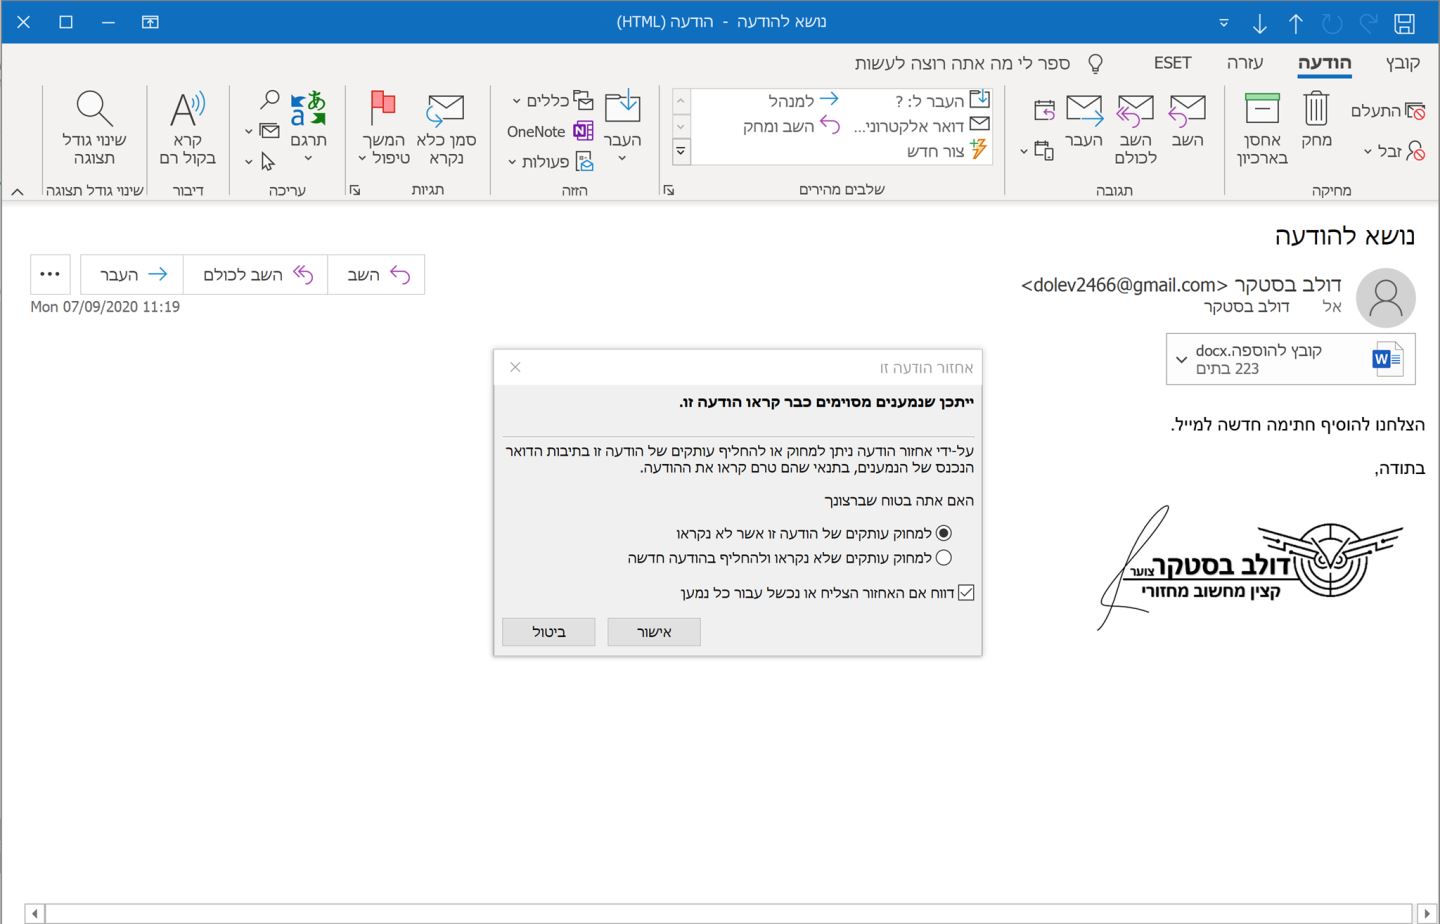 נושא להודעה - הודעה (HTML)
קובץ
הודעה
עזרה
ESET
ספר לי מה אתה רוצה לעשות
התעלם
זבל
מחק
אחסן בארכיון
מחיקה
השב
השב לכולם
העבר
תגובה
העבר ל: ?
למנהל
דואר אלקטרוני...
השב ומחק
צור חדש
שלבים מהירים
העבר
כללים
OneNote
פעולות
הזזה
סמן כלא נקרא
המשך טיפול
תגיות
תרגם
עריכה
קרא בקול רם
דיבור
שינוי גודל תצוגה
שינוי גודל תצוגה
נושא להודעה
דולב בסטקר <dolev2466@gmail.com>
אל דולב בסטקר
השב
השב לכולם
העבר
Mon 07/09/2020 11:19
קובץ להוספה.docx
223 בתים
הצלחנו להוסיף חתימה חדשה למייל.
בתודה,
דולב בסטקר צוער
קצין מחשוב מחזורי
אחזור הודעה זו
ייתכן שנמענים מסוימים כבר קראו הודעה זו.
על-ידי אחזור הודעה ניתן למחוק או להחליף עותקים של הודעה זו בתיבות הדואר
הנכנס של הנמענים, בתנאי שהם טרם קראו את ההודעה.
האם אתה בטוח שברצונך
למחוק עותקים של הודעה זו אשר לא נקראו
למחוק עותקים שלא נקראו ולהחליף בהודעה חדשה
דווח אם האחזור הצליח או נכשל עבור כל נמען
אישור
ביטול